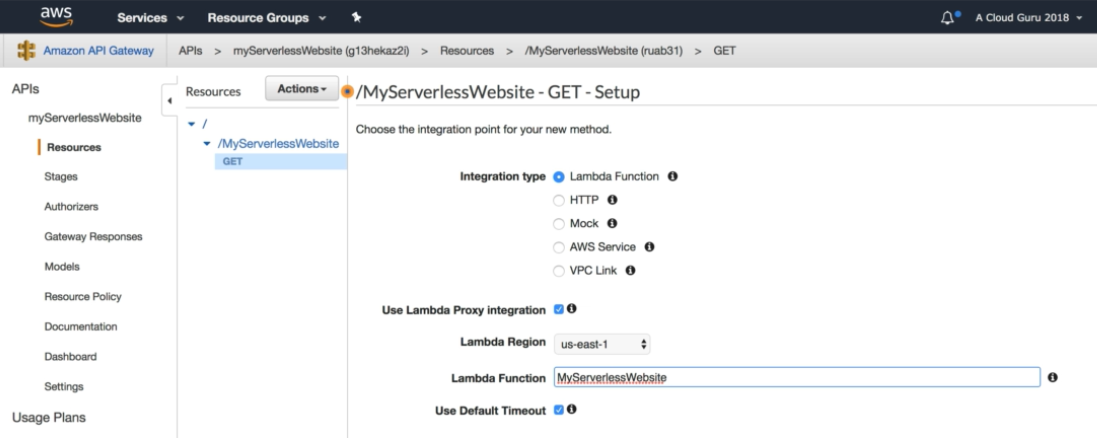 aws Services Resource Groups A Cloud Guru 2018
Amazon API Gateway APIs > myServerlessWebsite (g13hekaz2i) > Resources > /MyServerlessWebsite (ruab31) > GET
APIs
myServerlessWebsite
Resources
Stages
Authorizers
Gateway Responses
Models
Resource Policy
Documentation
Dashboard
Settings
Usage Plans
Resources Actions
/
/MyServerlessWebsite
GET
/MyServerlessWebsite - GET - Setup
Choose the integration point for your new method.
Integration type Lambda Function
HTTP
Mock
AWS Service
VPC Link
Use Lambda Proxy integration
Lambda Region us-east-1
Lambda Function MyServerlessWebsite
Use Default Timeout